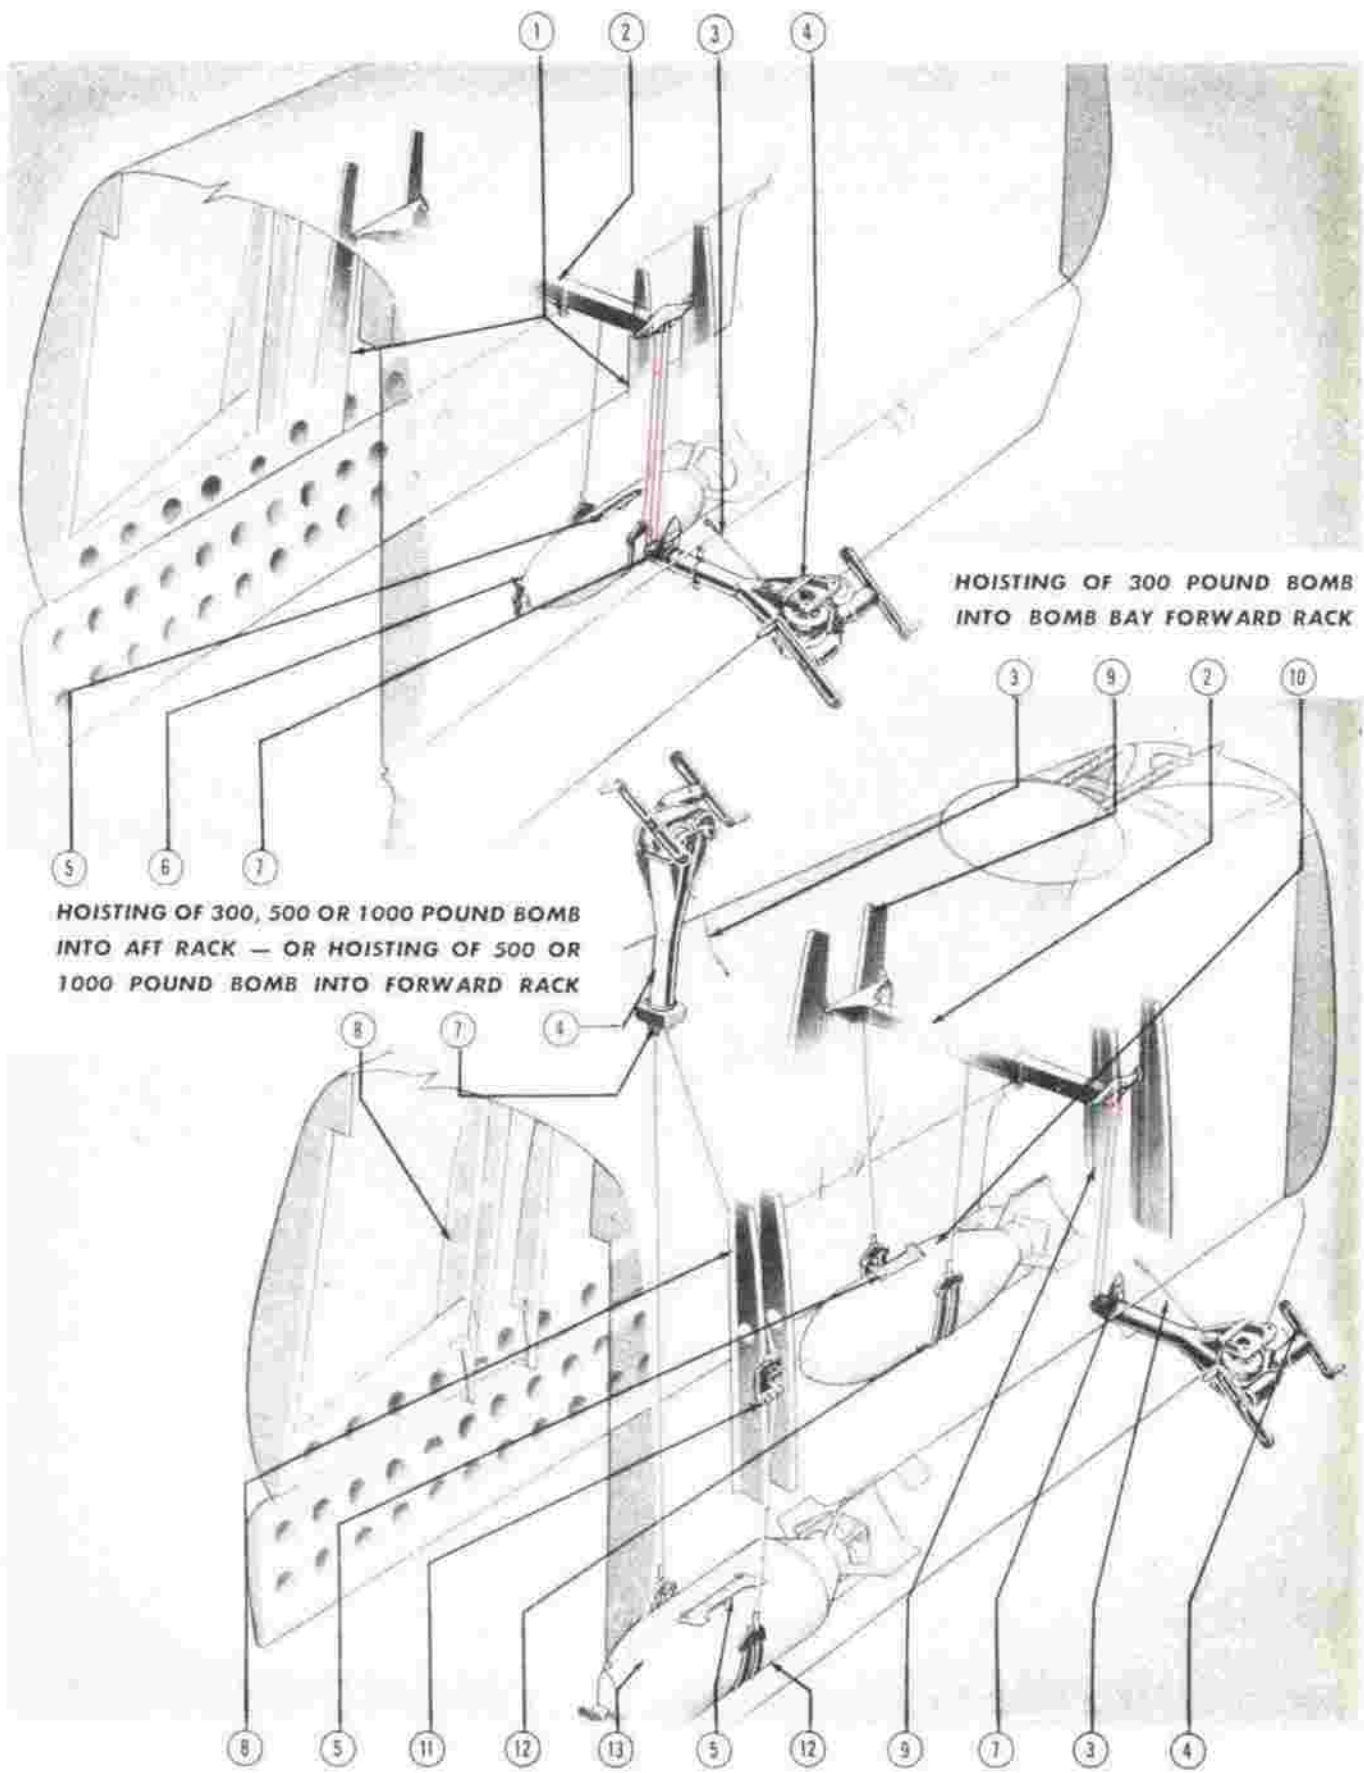 1 2 3 4
HOISTING OF 300 POUND BOMB
INTO BOMB BAY FORWARD RACK
3 9 2 10
5 6 7
HOISTING OF 300, 500 OR 1000 POUND BOMB
INTO AFT RACK — OR HOISTING OF 500 OR
1000 POUND BOMB INTO FORWARD RACK
8 7 4
8 5 11 12 13 5 12 9 7 3 4